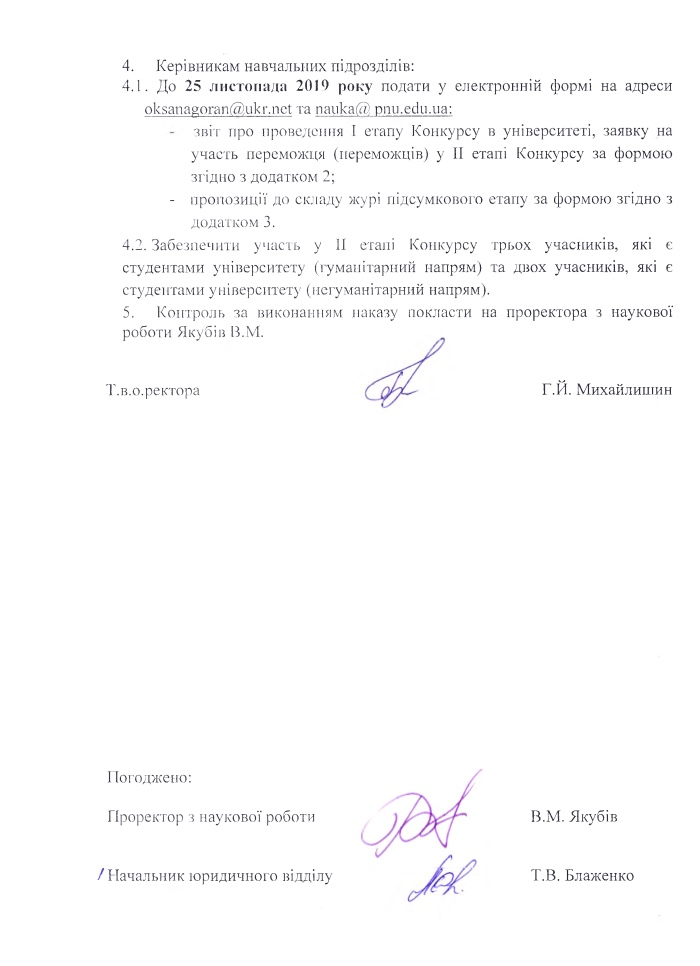 4. Керівникам навчальних підрозділів:
4.1. До 25 листопада 2019 року подати у електронній формі на адреси
oksanagoran@ukr.net та nauka@ pnu.edu.ua:
- звіт про проведення І етапу Конкурсу в університеті, заявку на
участь переможця (переможців) у ІІ етапі Конкурсу за формою
згідно з додатком 2;
- пропозиції до складу журі підсумкового етапу за формою згідно з
додатком 3.
4.2. Забезпечити участь у ІІ етапі Конкурсу трьох учасників, які є
студентами університету (гуманітарний напрям) та двох учасників, які є
студентами університету (негуманітарний напрям).
5. Контроль за виконанням наказу покласти на проректора з наукової
роботи Якубів В.М.
Т.в.о.ректора Г.Й. Михайлишин
Погоджено:
Проректор з наукової роботи В.М. Якубів
Начальник юридичного відділу Т.В. Блаженко